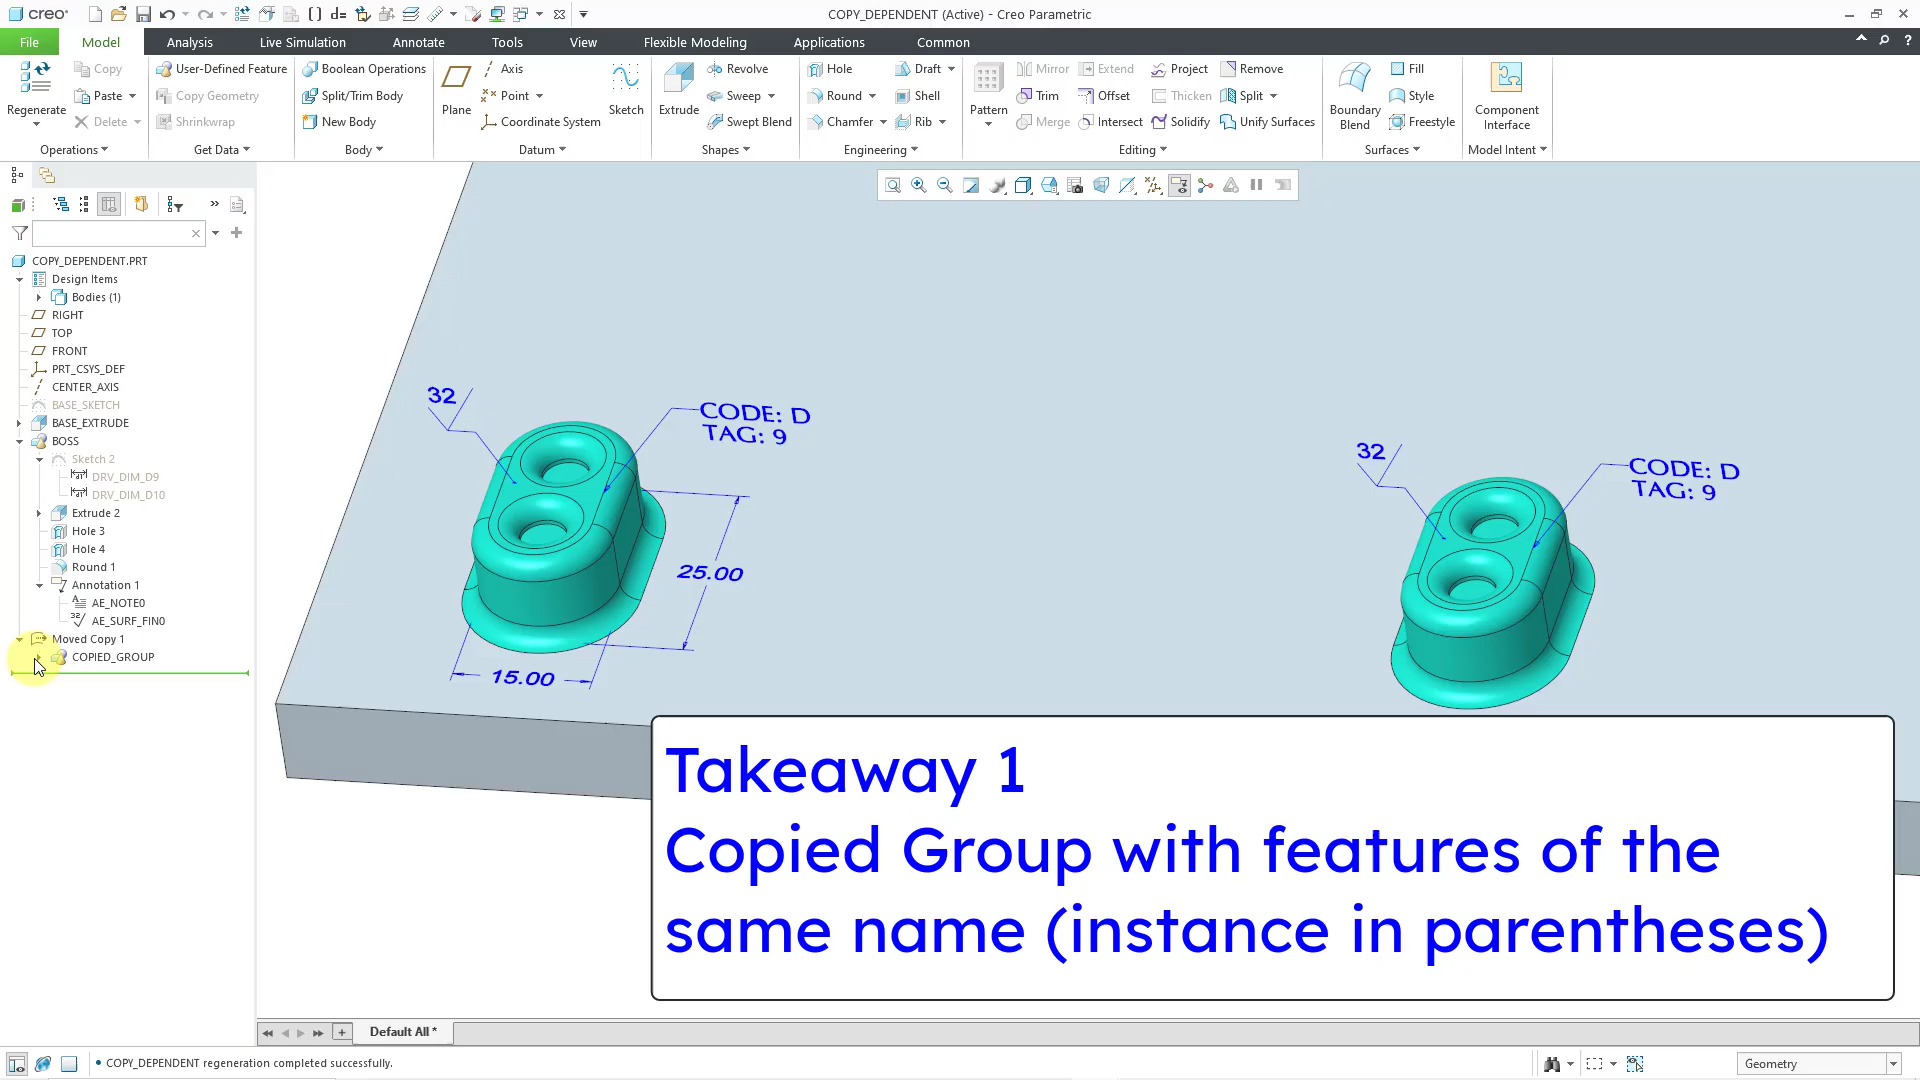 creo
COPY_DEPENDENT (Active) - Creo Parametric
File Model Analysis Live Simulation Annotate Tools View Flexible Modeling Applications Common
Regenerate
Copy
Paste
Delete
Operations
User-Defined Feature
Copy Geometry
Shrinkwrap
Get Data
Boolean Operations
Split/Trim Body
New Body
Body
Plane
Axis
Point
Coordinate System
Sketch
Datum
Extrude
Revolve
Sweep
Swept Blend
Shapes
Hole
Round
Chamfer
Draft
Shell
Rib
Engineering
Pattern
Mirror
Trim
Merge
Extend
Offset
Intersect
Project
Thicken
Solidify
Remove
Split
Unify Surfaces
Editing
Boundary
Blend
Fill
Style
Freestyle
Surfaces
Component
Interface
Model Intent
COPY_DEPENDENT.PRT
Design Items
Bodies (1)
RIGHT
TOP
FRONT
PRT_CSYS_DEF
CENTER_AXIS
BASE_SKETCH
BASE_EXTRUDE
BOSS
Sketch 2
DRV_DIM_D9
DRV_DIM_D10
Extrude 2
Hole 3
Hole 4
Round 1
Annotation 1
AE_NOTE0
AE_SURF_FIN0
Moved Copy 1
COPIED_GROUP
32
CODE: D
TAG: 9
25.00
15.00
32
CODE: D
TAG: 9
Takeaway 1
Copied Group with features of the
same name (instance in parentheses)
Default All *
• COPY_DEPENDENT regeneration completed successfully.
Geometry